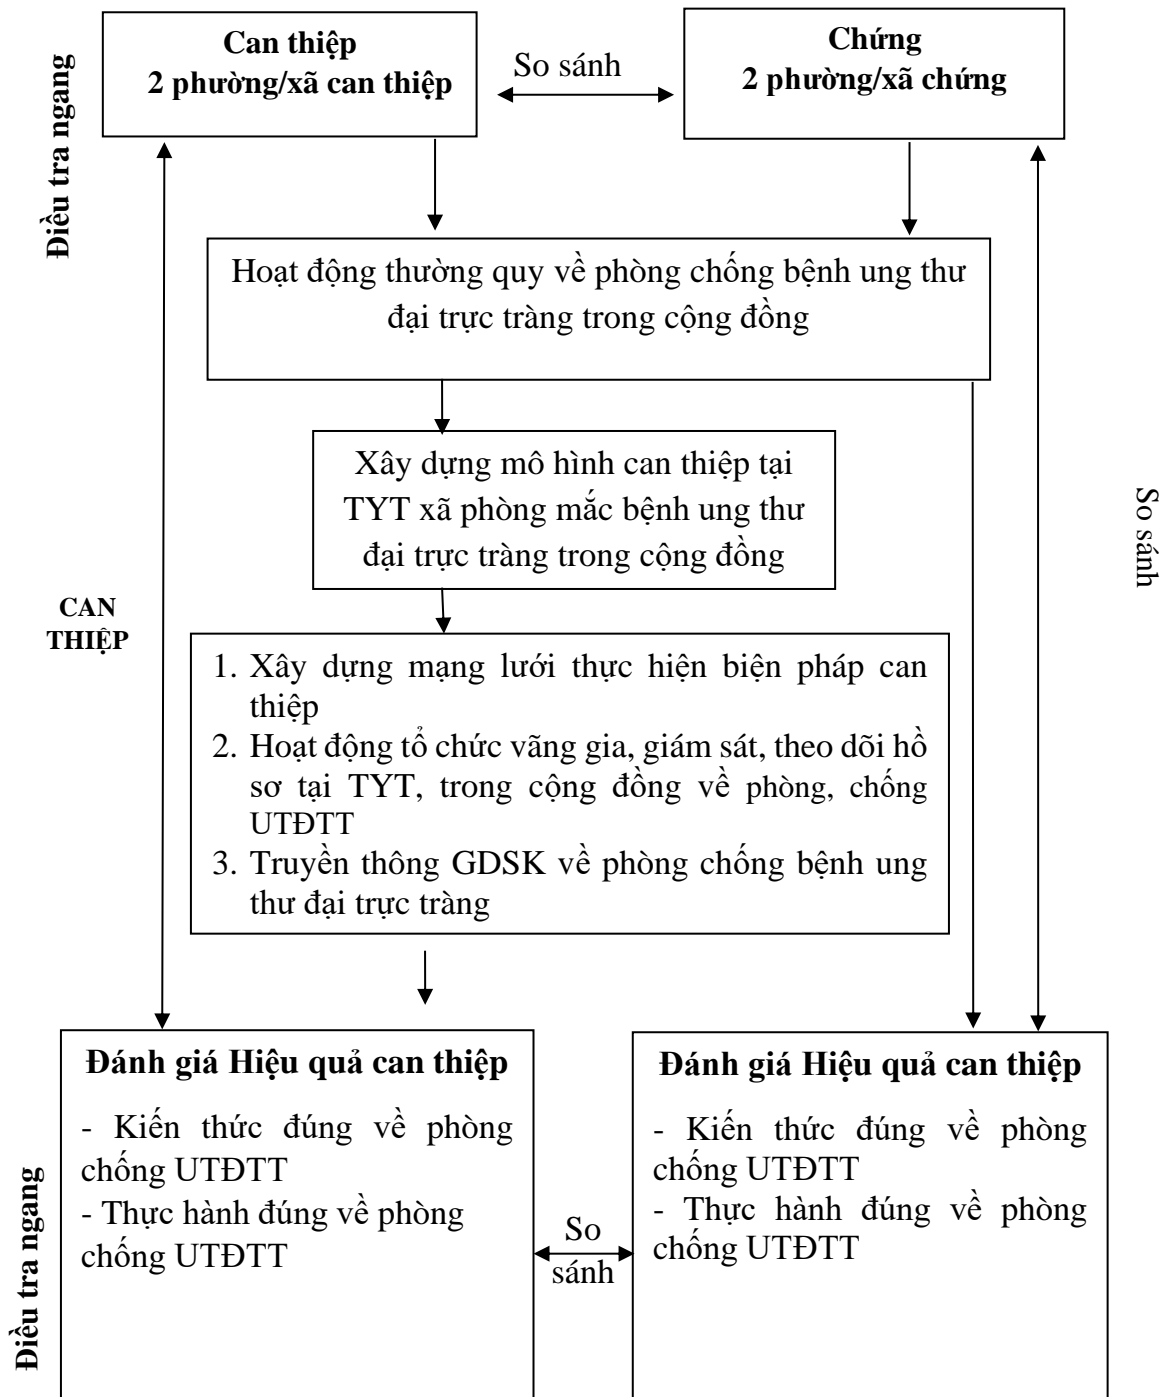 Điều tra ngang
Can thiệp
2 phường/xã can thiệp
So sánh
Chứng
2 phường/xã chứng
Hoạt động thường quy về phòng chống bệnh ung thư
đại trực tràng trong cộng đồng
Xây dựng mô hình can thiệp tại
TYT xã phòng mắc bệnh ung thư
đại trực tràng trong cộng đồng
So sánh
CAN
THIỆP
1. Xây dựng mạng lưới thực hiện biện pháp can
thiệp
2. Hoạt động tổ chức vãng gia, giám sát, theo dõi hồ
sơ tại TYT, trong cộng đồng về phòng, chống
UTĐTT
3. Truyền thông GDSK về phòng chống bệnh ung
thư đại trực tràng
Điều tra ngang
Đánh giá Hiệu quả can thiệp
- Kiến thức đúng về phòng
chống UTĐTT
- Thực hành đúng về phòng
chống UTĐTT
So
sánh
Đánh giá Hiệu quả can thiệp
- Kiến thức đúng về phòng
chống UTĐTT
- Thực hành đúng về phòng
chống UTĐTT